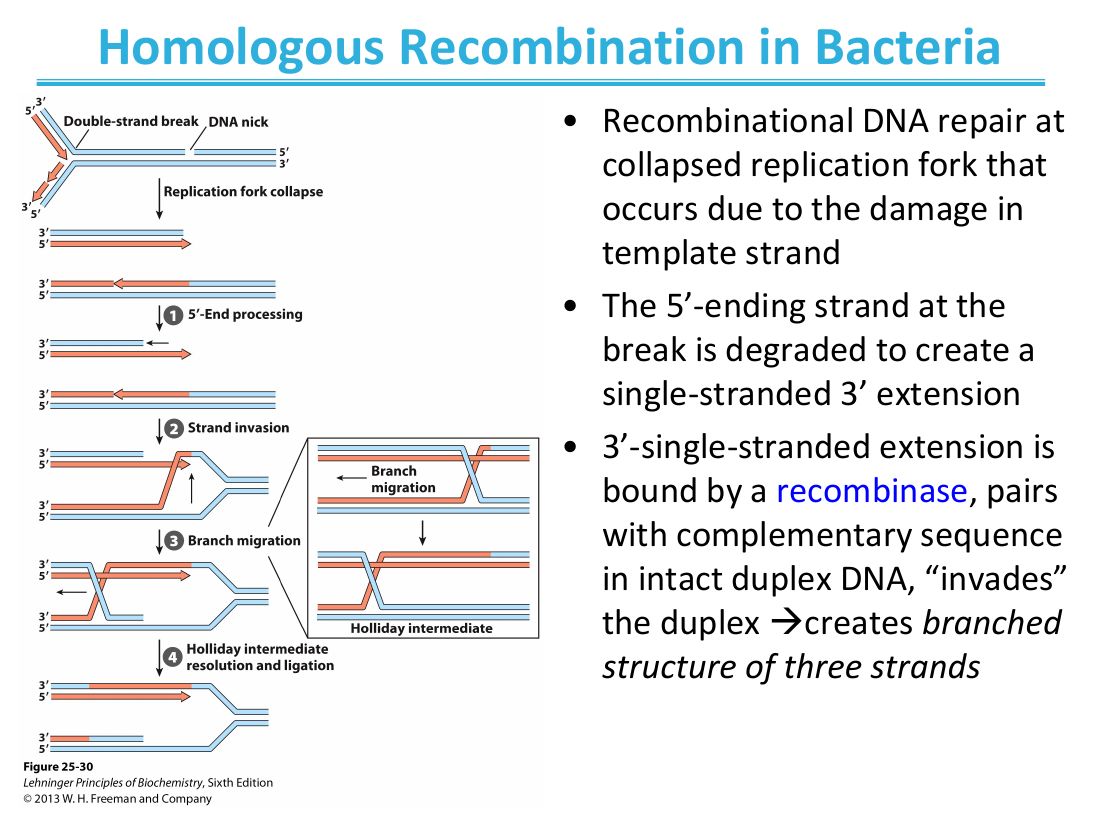 Homologous Recombination in Bacteria
3′
5′
Double-strand break
DNA nick
5′
3′
Replication fork collapse
3′
5′
3′
5′
3′
5′
1 5′-End processing
3′
5′
3′
5′
2 Strand invasion
3′
5′
3′
5′
Branch
migration
3 Branch migration
3′
5′
3′
5′
Holliday intermediate
4 Holliday intermediate
resolution and ligation
3′
5′
3′
5′
Figure 25-30
Lehninger Principles of Biochemistry, Sixth Edition
© 2013 W. H. Freeman and Company
• Recombinational DNA repair at
collapsed replication fork that
occurs due to the damage in
template strand
• The 5’-ending strand at the
break is degraded to create a
single-stranded 3’ extension
• 3’-single-stranded extension is
bound by a recombinase, pairs
with complementary sequence
in intact duplex DNA, “invades”
the duplex →creates branched
structure of three strands